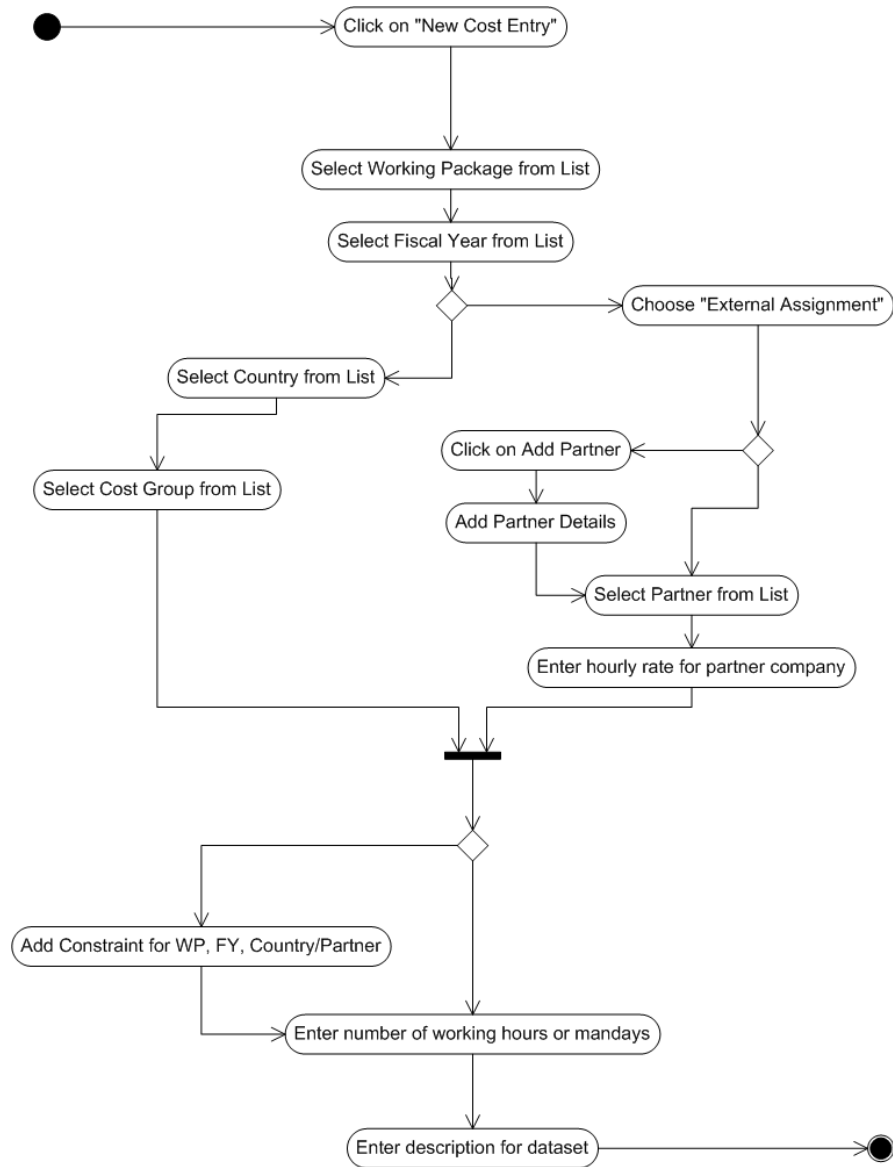 Click on "New Cost Entry"
Select Working Package from List
Select Fiscal Year from List
Choose "External Assignment"
Select Country from List
Click on Add Partner
Select Cost Group from List
Add Partner Details
Select Partner from List
Enter hourly rate for partner company
Add Constraint for WP, FY, Country/Partner
Enter number of working hours or mandays
Enter description for dataset